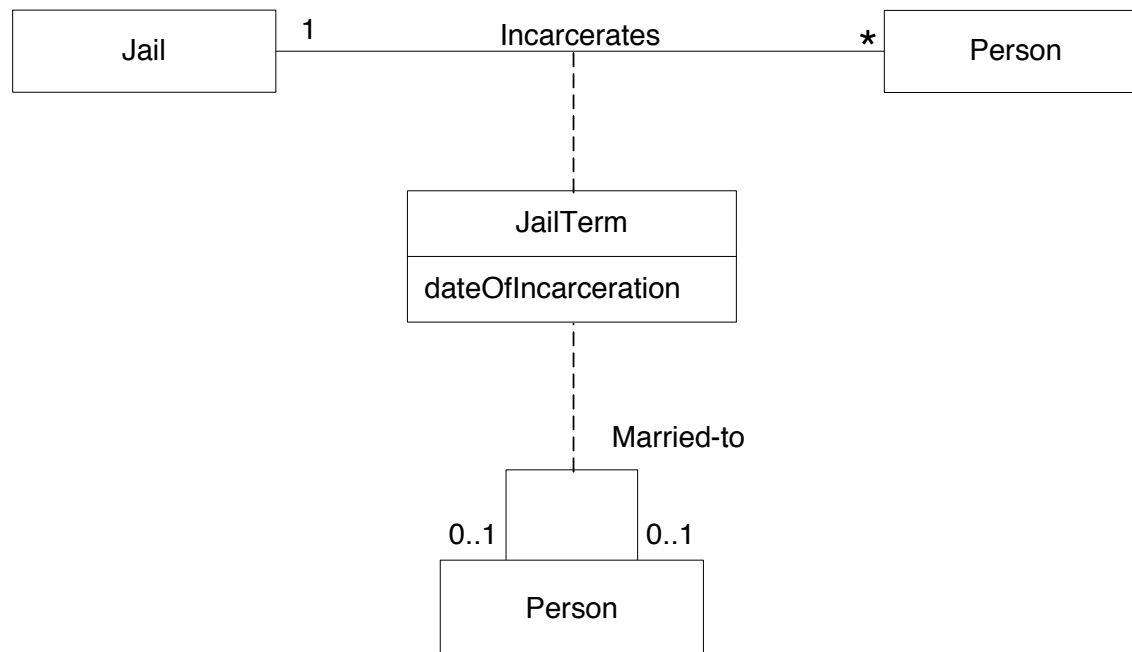 1 Incarcerates *
Jail
Person
JailTerm
dateOfIncarceration
Married-to
0..1 0..1
Person